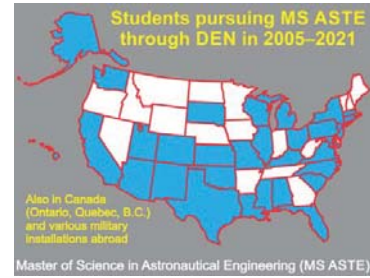 Students pursuing MS ASTE
through DEN in 2005–2021
Also in Canada
(Ontario, Quebec, B.C.)
and various military
installations abroad
Master of Science in Astronautical Engineering (MS ASTE)